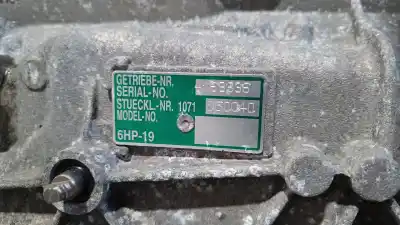 GETRIEBE-NR.
SERIAL-NO.
STUECKL.-NR. 1071
MODEL-NO.
6HP-19